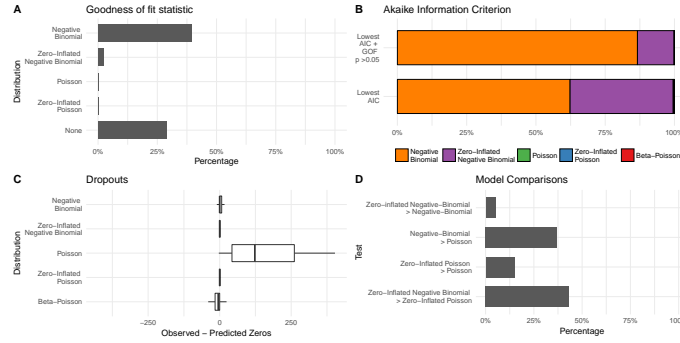 A
Goodness of fit statistic
Distribution
Negative
Binomial
Zero−Inflated
Negative Binomial
Poisson
Zero−Inflated
Poisson
None
0%
25%
50%
75%
100%
Percentage
B
Akaike Information Criterion
Lowest
AIC +
GOF
p >0.05
Lowest
AIC
0%
25%
50%
75%
100%
Negative
Binomial
Zero−Inflated
Negative Binomial
Poisson
Zero−Inflated
Poisson
Beta−Poisson
C
Dropouts
Distribution
Negative
Binomial
Zero−Inflated
Negative Binomial
Poisson
Zero−Inflated
Poisson
Beta−Poisson
−250
0
250
Observed − Predicted Zeros
D
Model Comparisons
Test
Zero−inflated Negative−Binomial
> Negative−Binomial
Negative−Binomial
> Poisson
Zero−Inflated Poisson
> Poisson
Zero−Inflated Negative Binomial
> Zero−Inflated Poisson
0%
25%
50%
75%
100%
Percentage